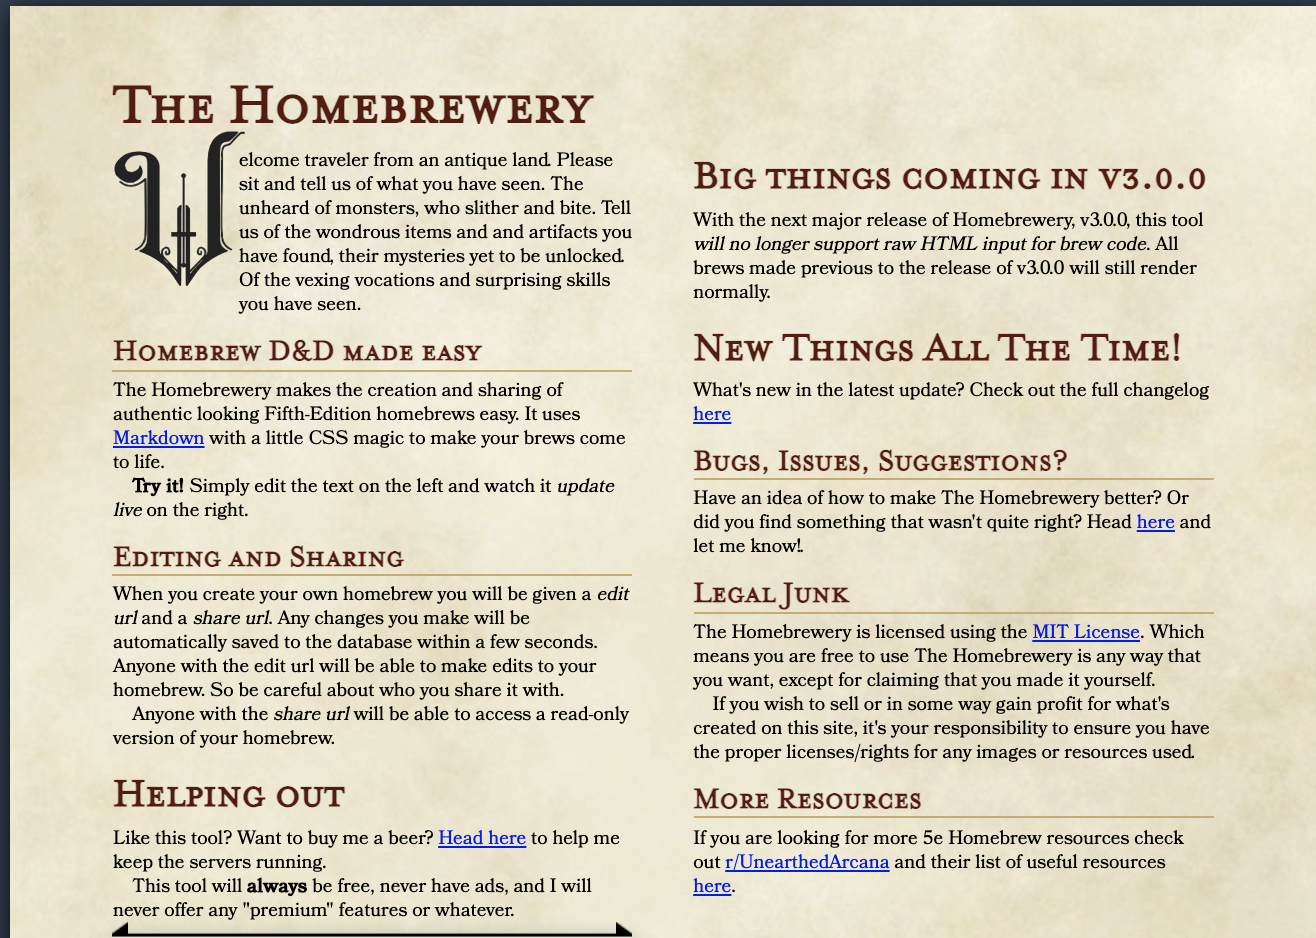 The Homebrewery
Welcome traveler from an antique land. Please
sit and tell us of what you have seen. The
unheard of monsters, who slither and bite. Tell
us of the wondrous items and and artifacts you
have found, their mysteries yet to be unlocked.
Of the vexing vocations and surprising skills
you have seen.
Homebrew D&D made easy
The Homebrewery makes the creation and sharing of
authentic looking Fifth-Edition homebrews easy. It uses
Markdown with a little CSS magic to make your brews come
to life.
Try it! Simply edit the text on the left and watch it update
live on the right.
Editing and Sharing
When you create your own homebrew you will be given a edit
url and a share url. Any changes you make will be
automatically saved to the database within a few seconds.
Anyone with the edit url will be able to make edits to your
homebrew. So be careful about who you share it with.
Anyone with the share url will be able to access a read-only
version of your homebrew.
Helping out
Like this tool? Want to buy me a beer? Head here to help me
keep the servers running.
This tool will always be free, never have ads, and I will
never offer any "premium" features or whatever.
Big things coming in v3.0.0
With the next major release of Homebrewery, v3.0.0, this tool
will no longer support raw HTML input for brew code. All
brews made previous to the release of v3.0.0 will still render
normally.
New Things All The Time!
What's new in the latest update? Check out the full changelog
here
Bugs, Issues, Suggestions?
Have an idea of how to make The Homebrewery better? Or
did you find something that wasn't quite right? Head here and
let me know!.
Legal Junk
The Homebrewery is licensed using the MIT License. Which
means you are free to use The Homebrewery is any way that
you want, except for claiming that you made it yourself.
If you wish to sell or in some way gain profit for what's
created on this site, it's your responsibility to ensure you have
the proper licenses/rights for any images or resources used.
More Resources
If you are looking for more 5e Homebrew resources check
out r/UnearthedArcana and their list of useful resources
here.